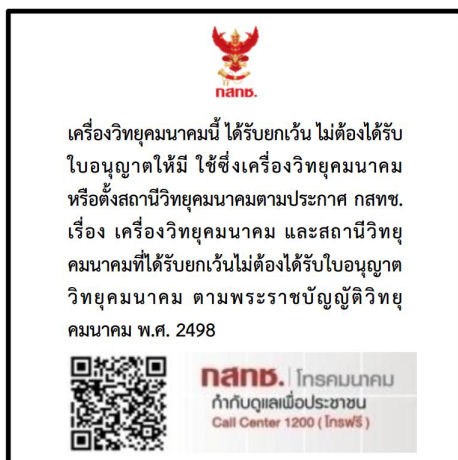 กสทช.
เครื่องวิทยุคมนาคมนี้ ได้รับยกเว้น ไม่ต้องได้รับ
ใบอนุญาตให้มี ใช้ซึ่งเครื่องวิทยุคมนาคม
หรือตั้งสถานีวิทยุคมนาคมตามประกาศ กสทช.
เรื่อง เครื่องวิทยุคมนาคม และสถานีวิทยุ
คมนาคมที่ได้รับยกเว้นไม่ต้องได้รับใบอนุญาต
วิทยุคมนาคม ตามพระราชบัญญัติวิทยุ
คมนาคม พ.ศ. 2498
กสทช. | โทรคมนาคม
กำกับดูแลเพื่อประชาชน
Call Center 1200 ( โทรฟรี )